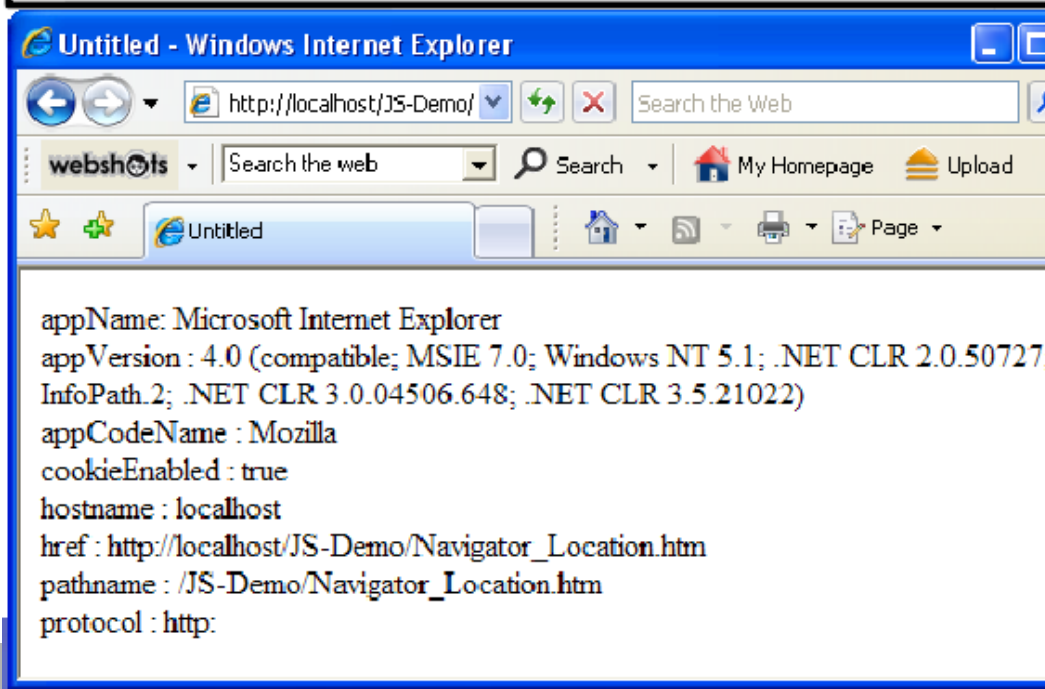 Untitled - Windows Internet Explorer
http://localhost/JS-Demo/ Search the Web
webshots Search the web Search My Homepage Upload
Untitled Page
appName: Microsoft Internet Explorer
appVersion : 4.0 (compatible; MSIE 7.0; Windows NT 5.1; .NET CLR 2.0.50727
InfoPath.2; .NET CLR 3.0.04506.648; .NET CLR 3.5.21022)
appCodeName : Mozilla
cookieEnabled : true
hostname : localhost
href : http://localhost/JS-Demo/Navigator_Location.htm
pathname : /JS-Demo/Navigator_Location.htm
protocol : http: